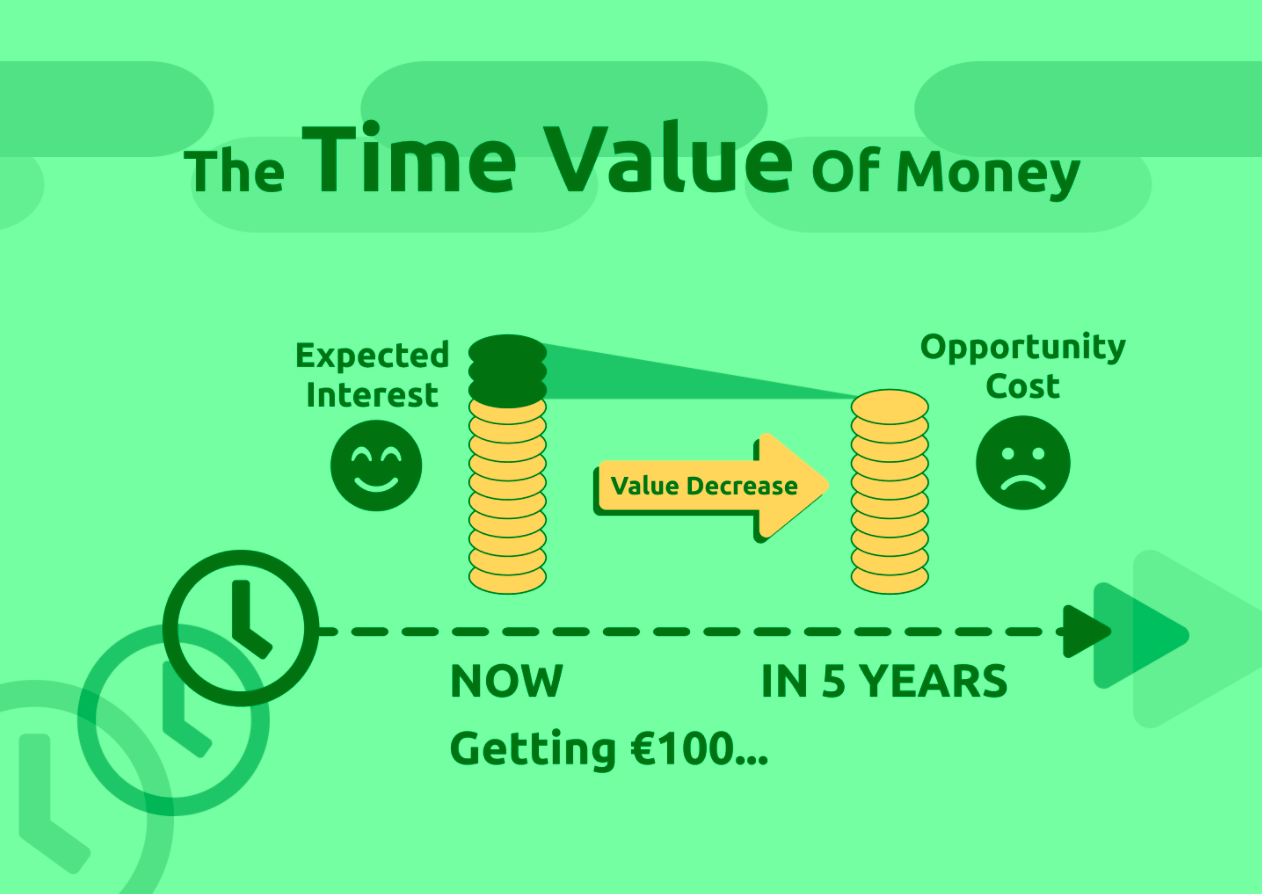 The Time Value Of Money
Expected
Interest
Opportunity
Cost
Value Decrease
NOW
IN 5 YEARS
Getting €100...